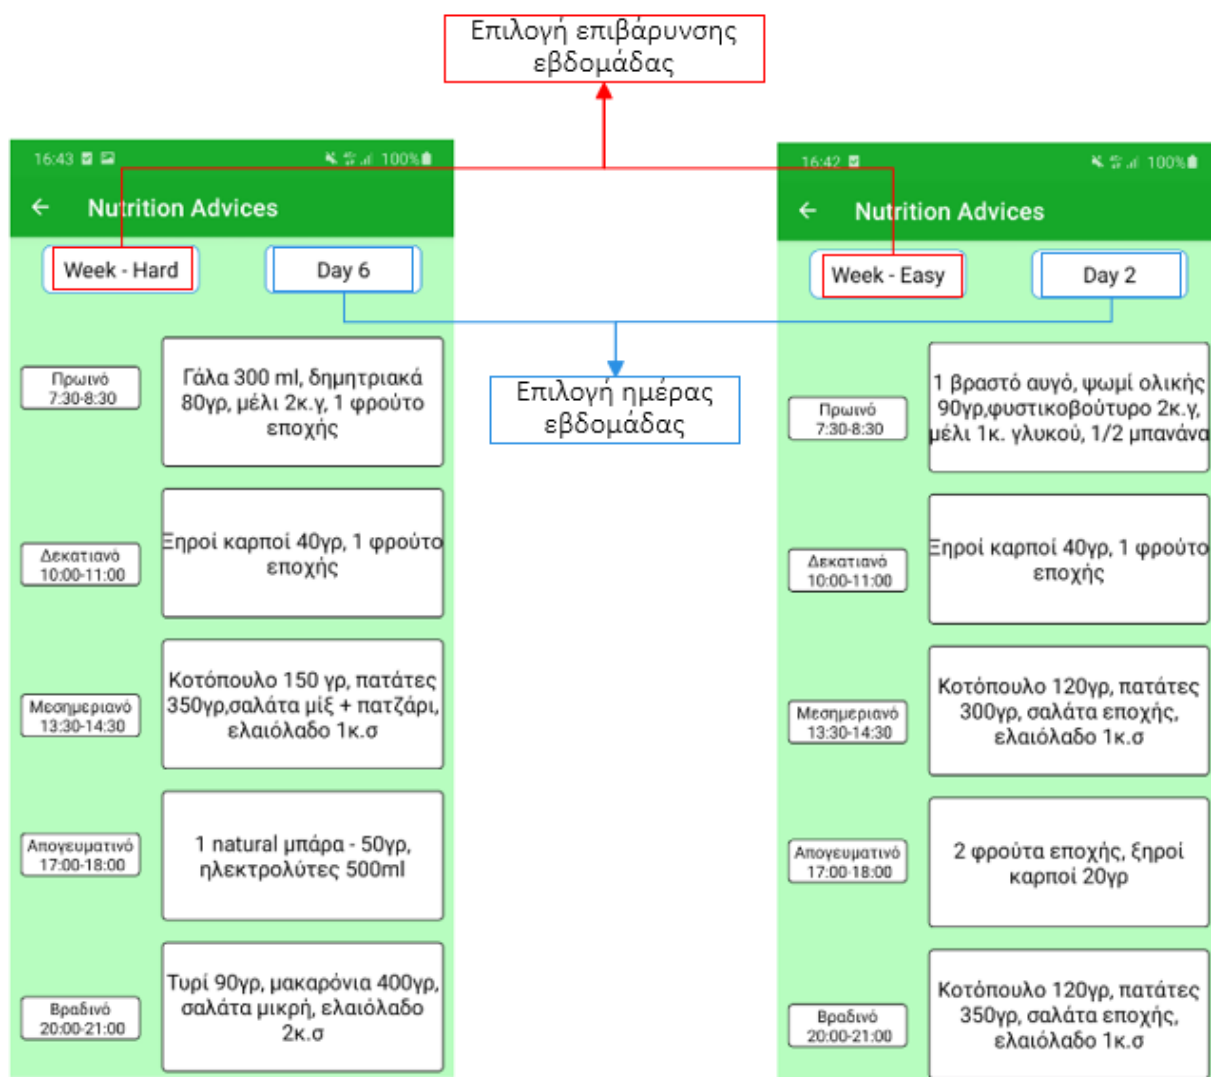 Επιλογή επιβάρυνσης
εβδομάδας
16:43
100%
Nutrition Advices
Week - Hard
Day 6
Πρωινό
7:30-8:30
Γάλα 300 ml, δημητριακά
80γρ, μέλι 2κ.γ, 1 φρούτο
εποχής
Δεκατιανό
10:00-11:00
Ξηροί καρποί 40γρ, 1 φρούτο
εποχής
Μεσημεριανό
13:30-14:30
Κοτόπουλο 150 γρ, πατάτες
350γρ,σαλάτα μίξ + πατζάρι,
ελαιόλαδο 1κ.σ
Απογευματινό
17:00-18:00
1 natural μπάρα - 50γρ,
ηλεκτρολύτες 500ml
Βραδινό
20:00-21:00
Τυρί 90γρ, μακαρόνια 400γρ,
σαλάτα μικρή, ελαιόλαδο
2κ.σ
Επιλογή ημέρας
εβδομάδας
16:42
100%
Nutrition Advices
Week - Easy
Day 2
Πρωινό
7:30-8:30
1 βραστό αυγό, ψωμί ολικής
90γρ,φυστικοβούτυρο 2κ.γ,
μέλι 1κ. γλυκού, 1/2 μπανάνα
Δεκατιανό
10:00-11:00
Ξηροί καρποί 40γρ, 1 φρούτο
εποχής
Μεσημεριανό
13:30-14:30
Κοτόπουλο 120γρ, πατάτες
300γρ, σαλάτα εποχής,
ελαιόλαδο 1κ.σ
Απογευματινό
17:00-18:00
2 φρούτα εποχής, ξηροί
καρποί 20γρ
Βραδινό
20:00-21:00
Κοτόπουλο 120γρ, πατάτες
350γρ, σαλάτα εποχής,
ελαιόλαδο 1κ.σ